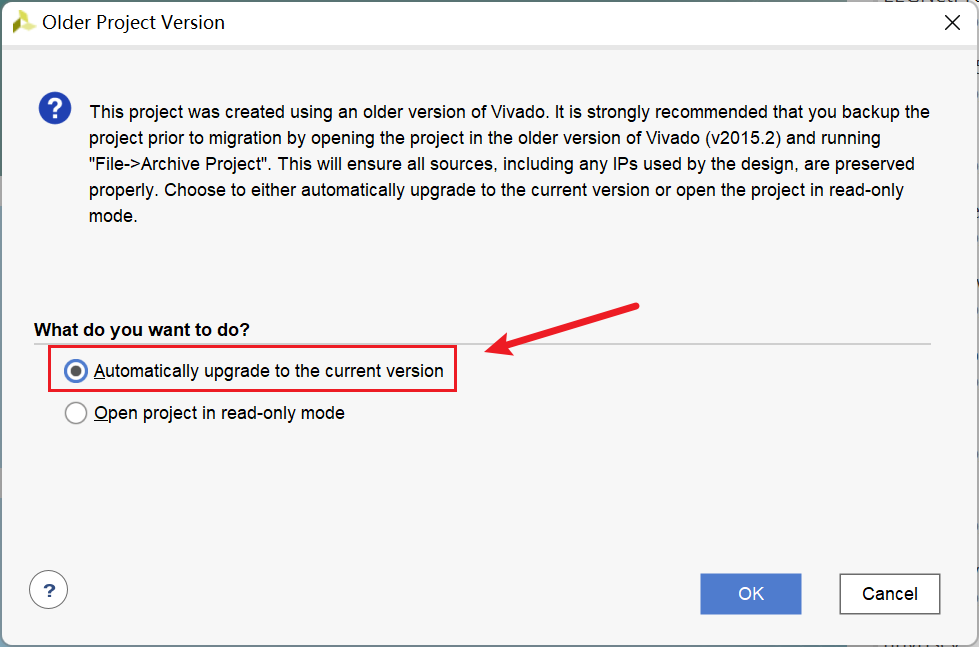 Older Project Version
This project was created using an older version of Vivado. It is strongly recommended that you backup the
project prior to migration by opening the project in the older version of Vivado (v2015.2) and running
"File->Archive Project". This will ensure all sources, including any IPs used by the design, are preserved
properly. Choose to either automatically upgrade to the current version or open the project in read-only
mode.
What do you want to do?
Automatically upgrade to the current version
Open project in read-only mode
?
OK
Cancel